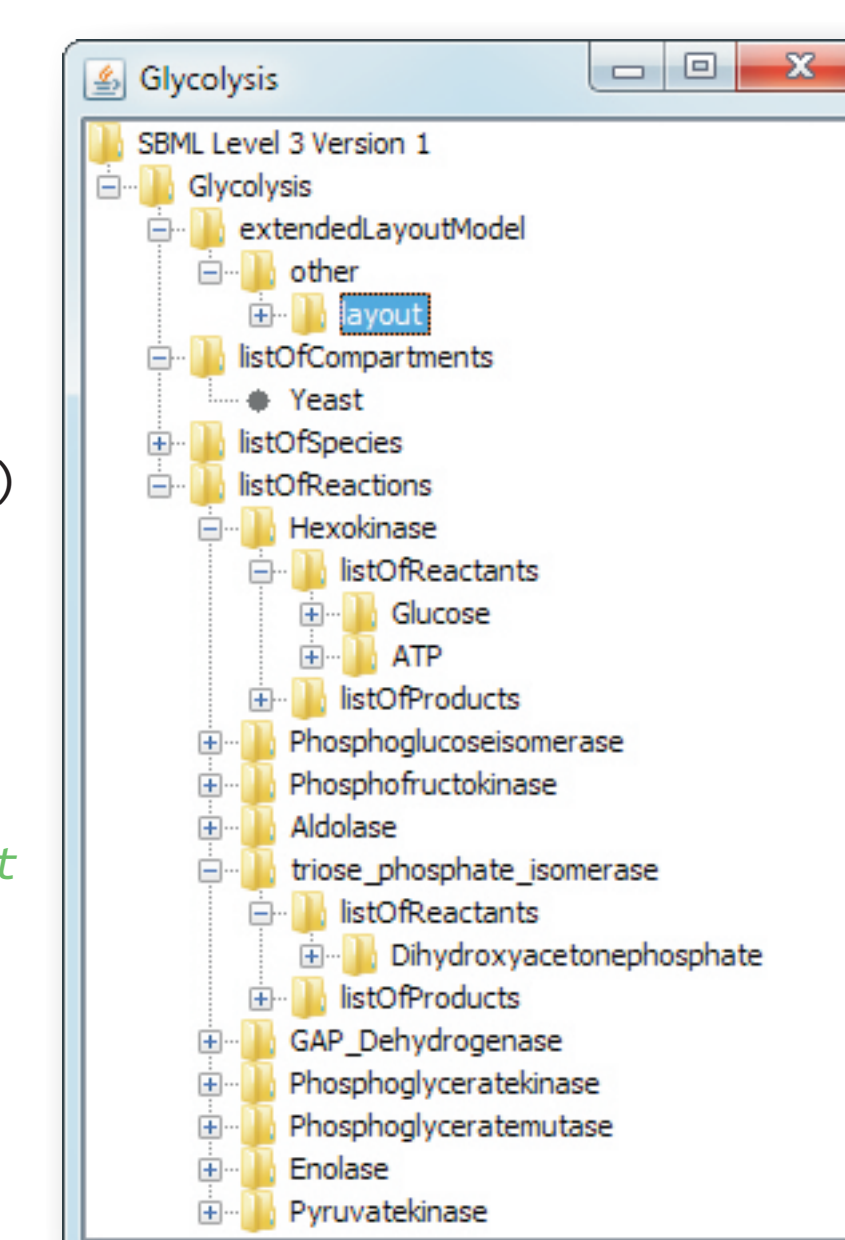 Glycolysis
SBML Level 3 Version 1
Glycolysis
extendedLayoutModel
other
layout
listOfCompartments
Yeast
listOfSpecies
)
listOfReactions
Hexokinase
listOfReactants
Glucose
ATP
listOfProducts
Phosphoglucoseisomerase
Phosphofructokinase
Aldolase
t
triose_phosphate_isomerase
listOfReactants
Dihydroxyacetonephosphate
listOfProducts
GAP_Dehydrogenase
Phosphoglyceratekinase
Phosphoglyceratemutase
Enolase
Pyruvatekinase